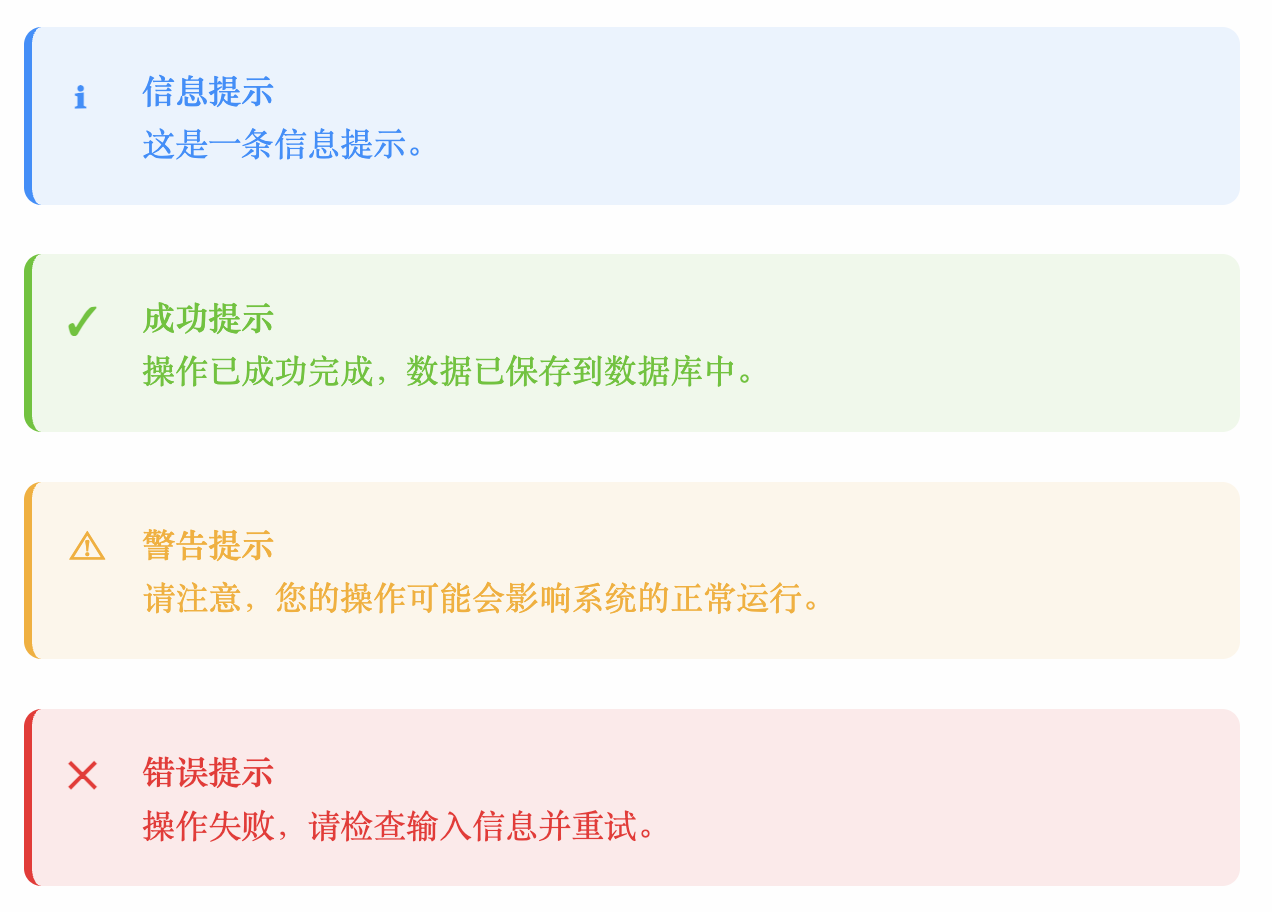 ℹ 信息提示
这是一条信息提示。
✓ 成功提示
操作已成功完成，数据已保存到数据库中。
⚠ 警告提示
请注意，您的操作可能会影响系统的正常运行。
✕ 错误提示
操作失败，请检查输入信息并重试。